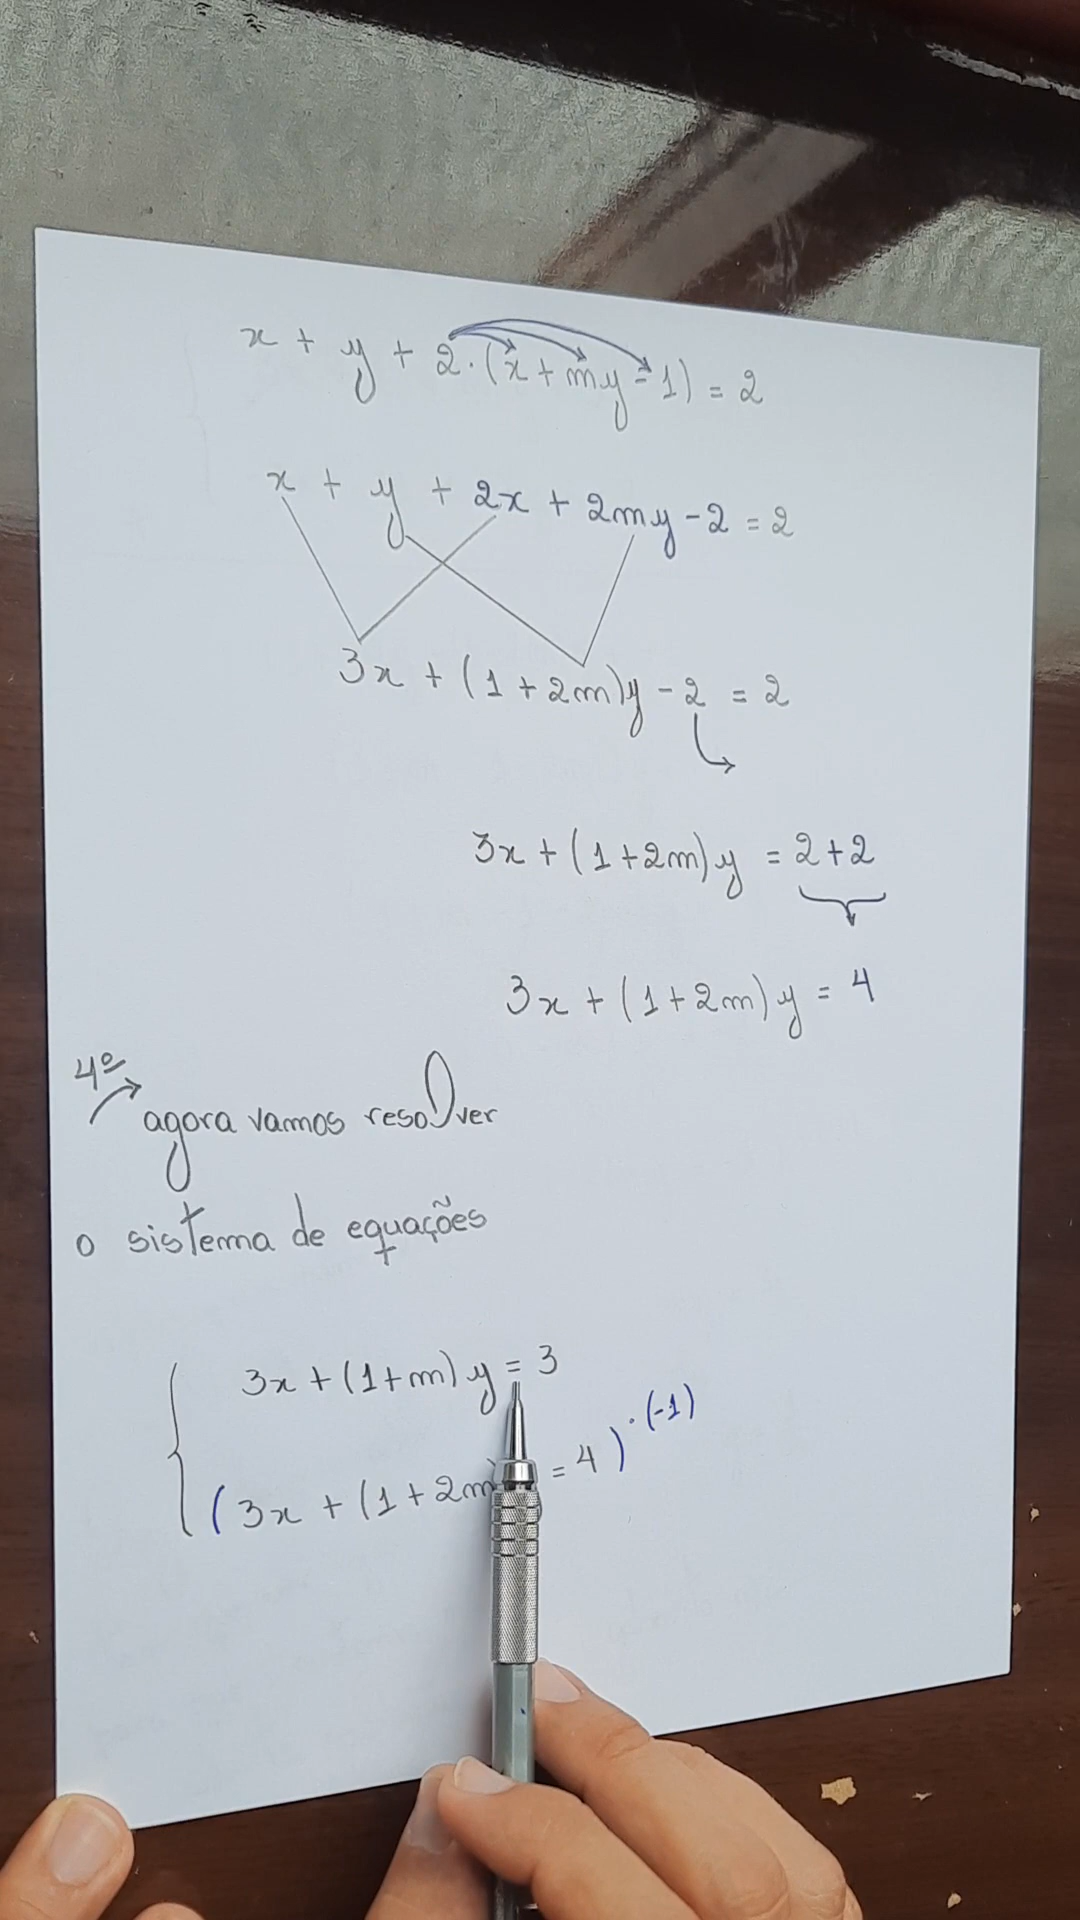 x + y + 2·(x + my - 1) = 2
x + y + 2x + 2my - 2 = 2
3x + (1 + 2m)y - 2 = 2
3x + (1 + 2m)y = 2 + 2
3x + (1 + 2m)y = 4
4º
agora vamos resolver
o sistema de equações
3x + (1 + m)y = 3
(3x + (1 + 2m = 4)·(-1)